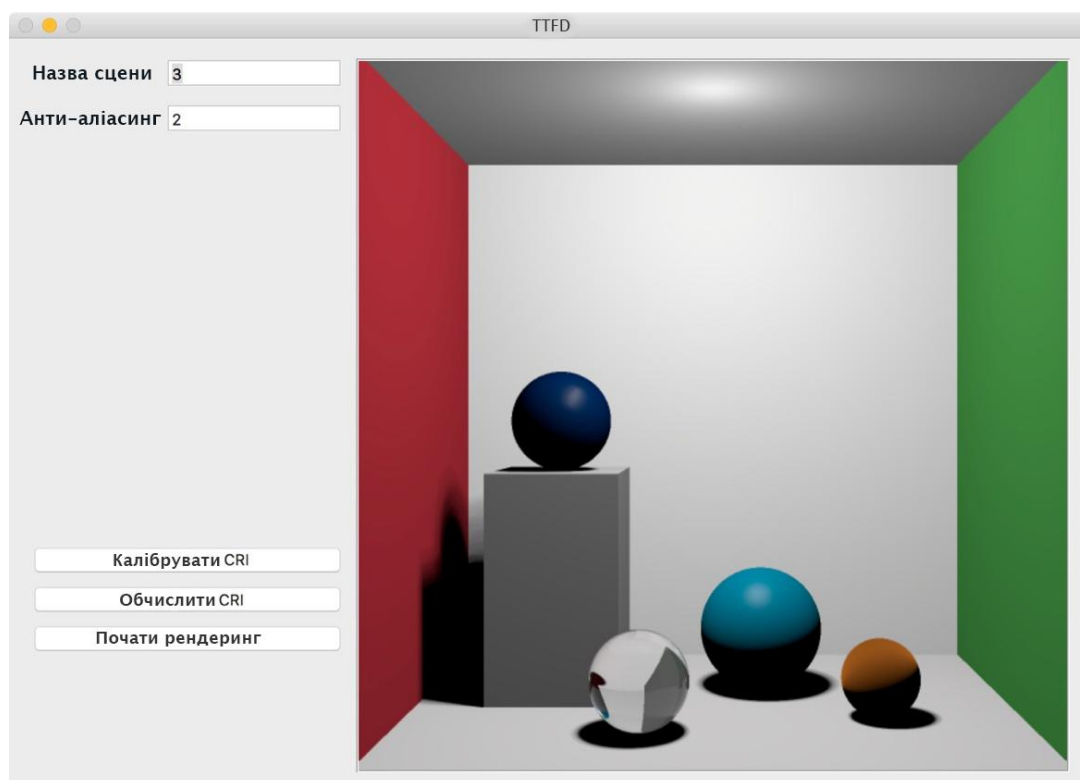 TTFD
Назва сцени 3
Анти-аліасинг 2
Калібрувати CRI
Обчислити CRI
Почати рендеринг